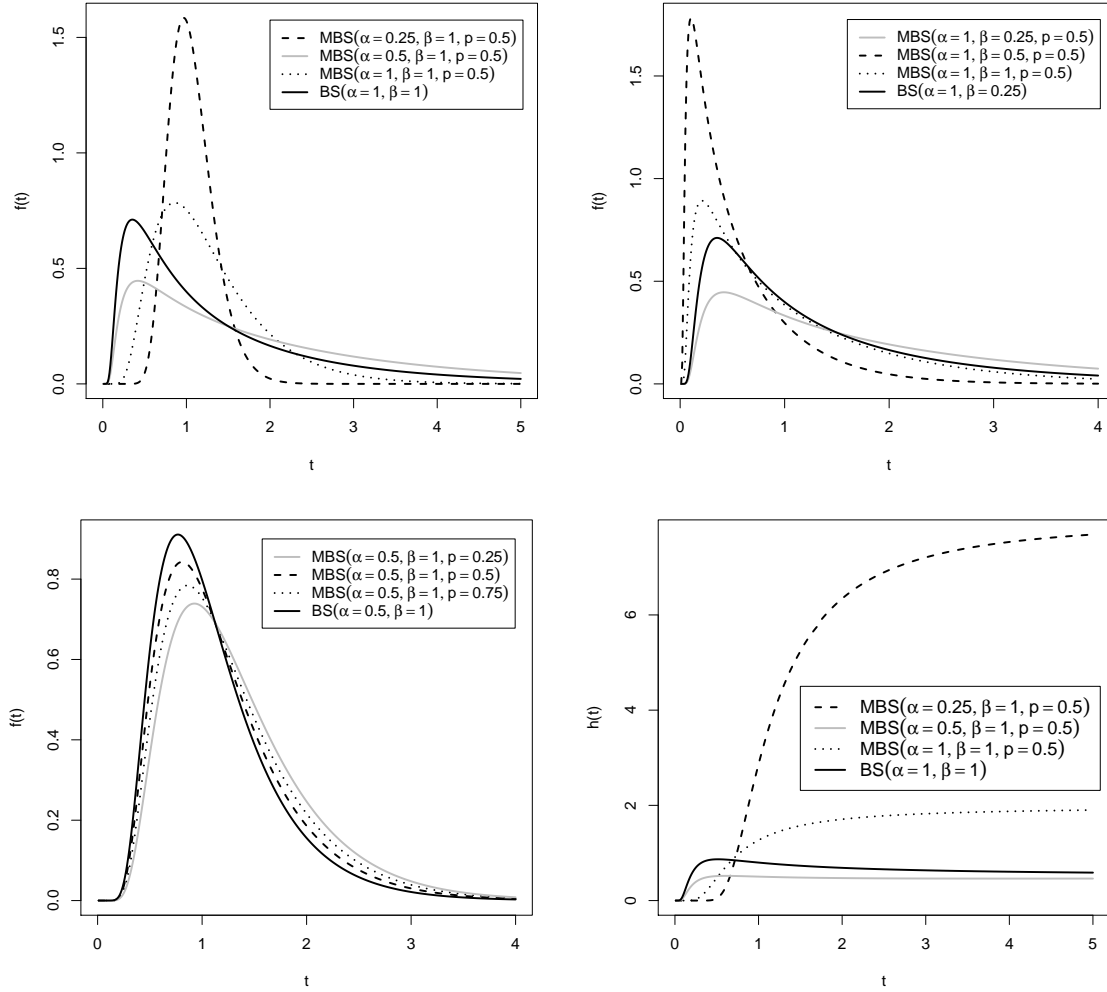 MBS(α=0.25, β=1, p=0.5)
MBS(α=0.5, β=1, p=0.5)
MBS(α=1, β=1, p=0.5)
BS(α=1, β=1)
f(t)
1.5
1.0
0.5
0.0
0 1 2 3 4 5
t
MBS(α=1, β=0.25, p=0.5)
MBS(α=1, β=0.5, p=0.5)
MBS(α=1, β=1, p=0.5)
BS(α=1, β=0.25)
f(t)
1.5
1.0
0.5
0.0
0 1 2 3 4
t
MBS(α=0.5, β=1, p=0.25)
MBS(α=0.5, β=1, p=0.5)
MBS(α=0.5, β=1, p=0.75)
BS(α=0.5, β=1)
f(t)
0.8
0.6
0.4
0.2
0.0
0 1 2 3 4
t
MBS(α=0.25, β=1, p=0.5)
MBS(α=0.5, β=1, p=0.5)
MBS(α=1, β=1, p=0.5)
BS(α=1, β=1)
h(t)
6
4
2
0
0 1 2 3 4 5
t